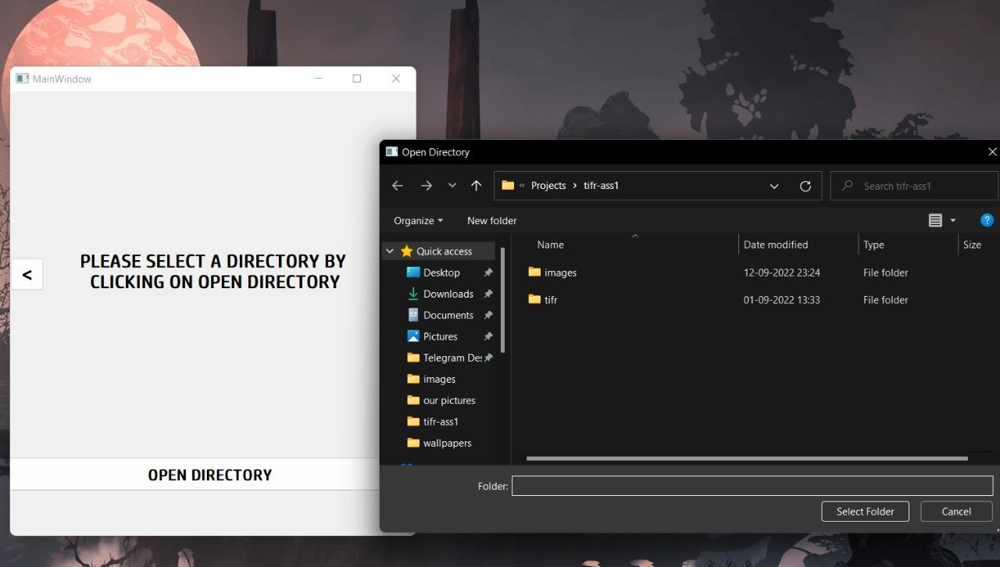 MainWindow
PLEASE SELECT A DIRECTORY BY
CLICKING ON OPEN DIRECTORY
<
OPEN DIRECTORY
Open Directory
« Projects › tifr-ass1
Search tifr-ass1
Organize
New folder
?
Name Date modified Type Size
images 12-09-2022 23:24 File folder
tifr 01-09-2022 13:33 File folder
Quick access
Desktop
Downloads
Documents
Pictures
Telegram Des
images
our pictures
tifr-ass1
wallpapers
Folder:
Select Folder
Cancel